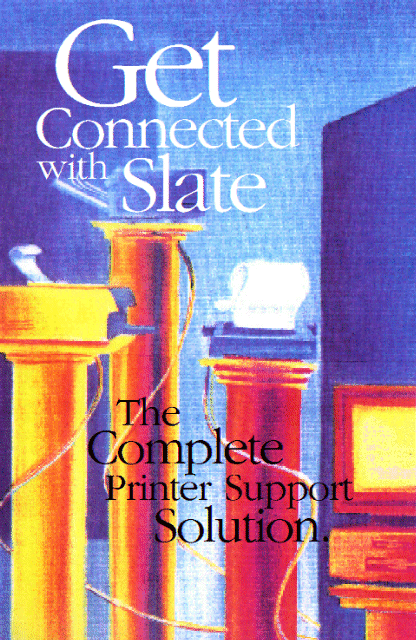 Get
Connected
with Slate
The
Complete
Printer Support
Solution.